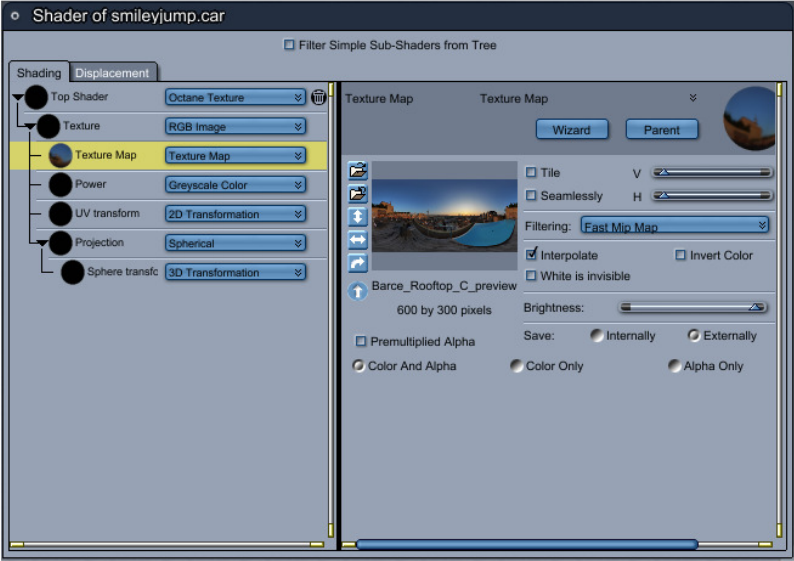 Shader of smileyjump.car
Filter Simple Sub-Shaders from Tree
Shading Displacement
Top Shader Octane Texture
Texture RGB Image
Texture Map Texture Map
Power Greyscale Color
UV transform 2D Transformation
Projection Spherical
Sphere transfc 3D Transformation
Texture Map Texture Map
Wizard Parent
Tile V
Seamlessly H
Filtering: Fast Mip Map
Interpolate Invert Color
White is invisible
Barce_Rooftop_C_preview
600 by 300 pixels
Brightness:
Premultiplied Alpha
Save: Internally Externally
Color And Alpha Color Only Alpha Only